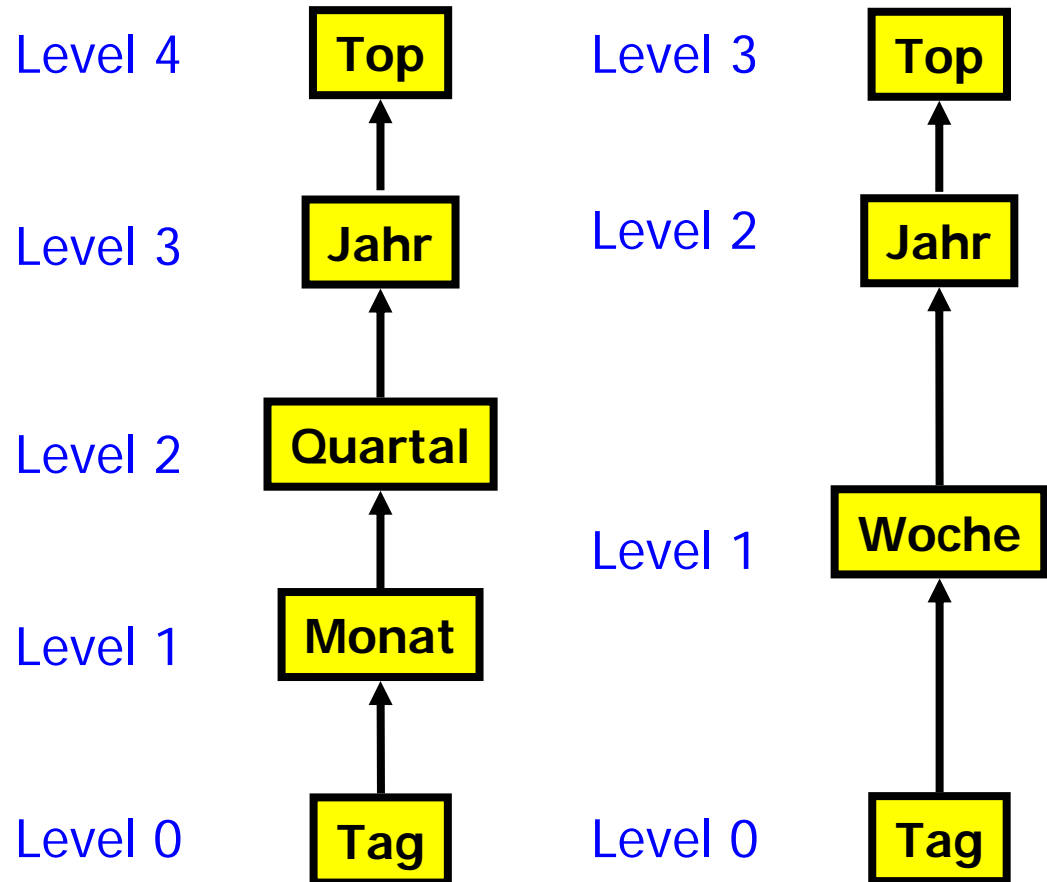 Level 4 Top
Level 3 Jahr
Level 2 Quartal
Level 1 Monat
Level 0 Tag
Level 3 Top
Level 2 Jahr
Level 1 Woche
Level 0 Tag